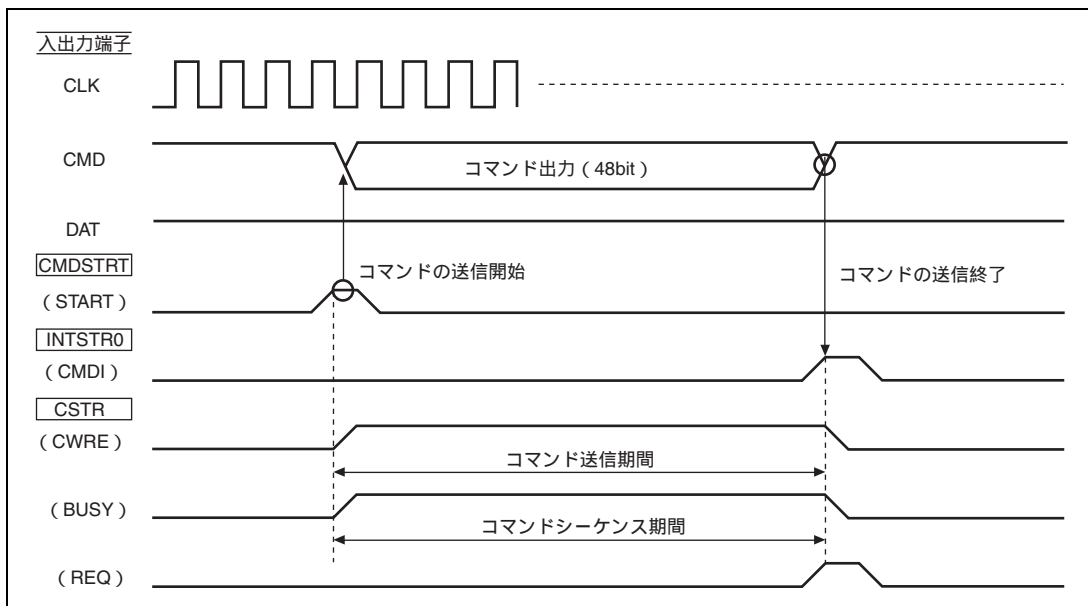 入出力端子
CLK
CMD
コマンド出力（48bit）
DAT
CMDSTRT
コマンドの送信開始
コマンドの送信終了
（START）
INTSTR0
（CMDI）
CSTR
（CWRE）
コマンド送信期間
（BUSY）
コマンドシーケンス期間
（REQ）